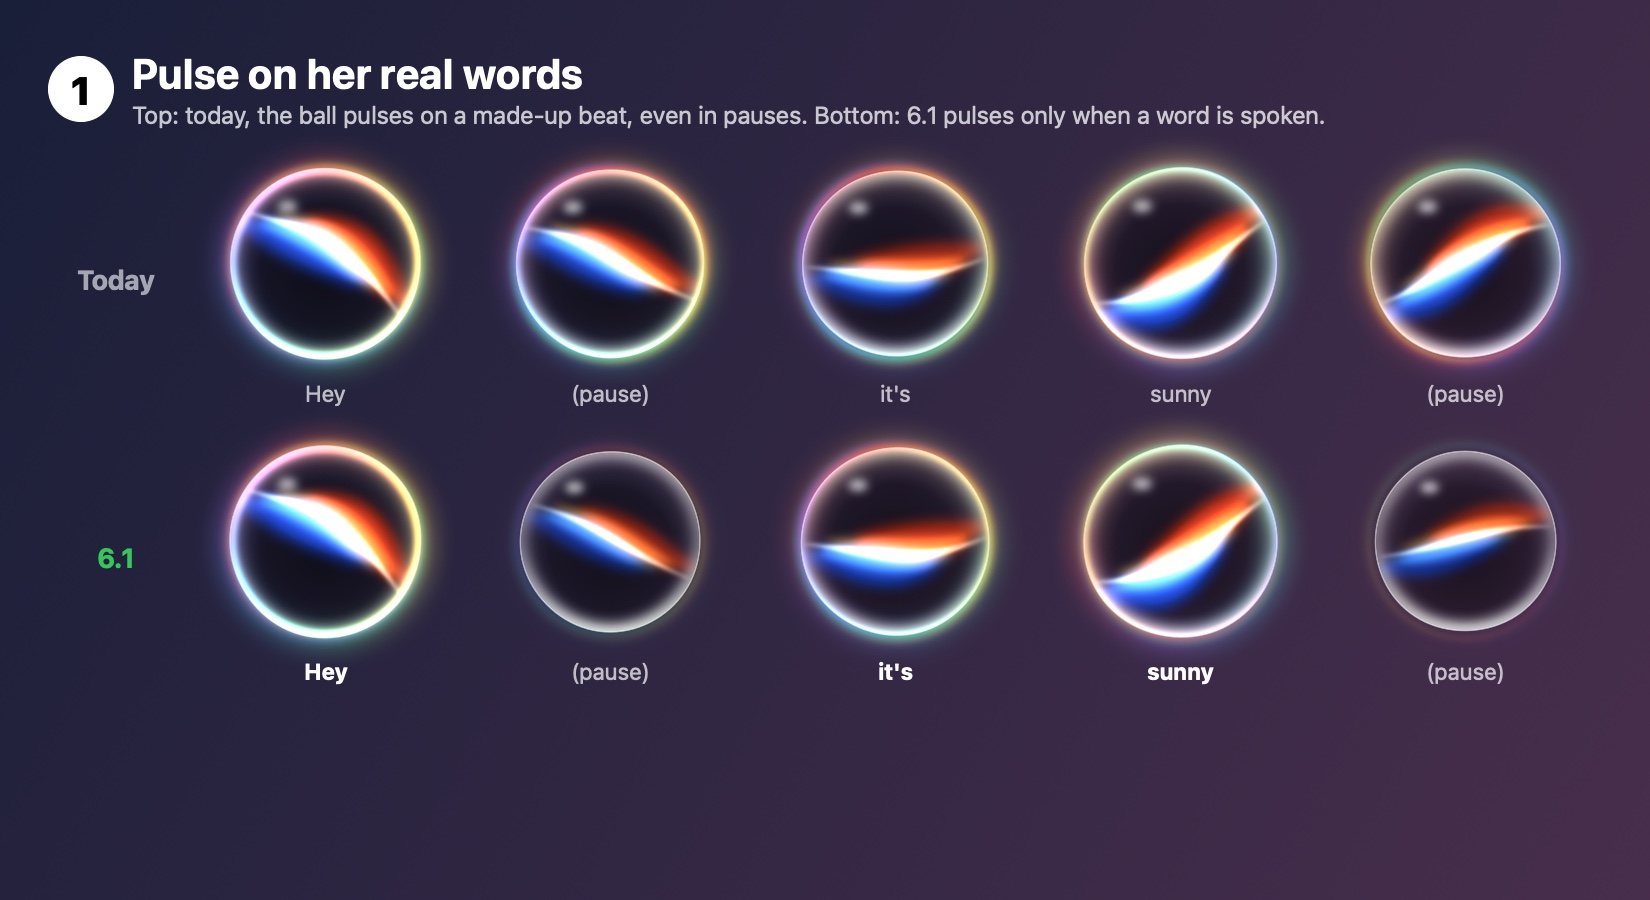 1
Pulse on her real words
Top: today, the ball pulses on a made-up beat, even in pauses. Bottom: 6.1 pulses only when a word is spoken.
Today
Hey
(pause)
it's
sunny
(pause)
6.1
Hey
(pause)
it's
sunny
(pause)